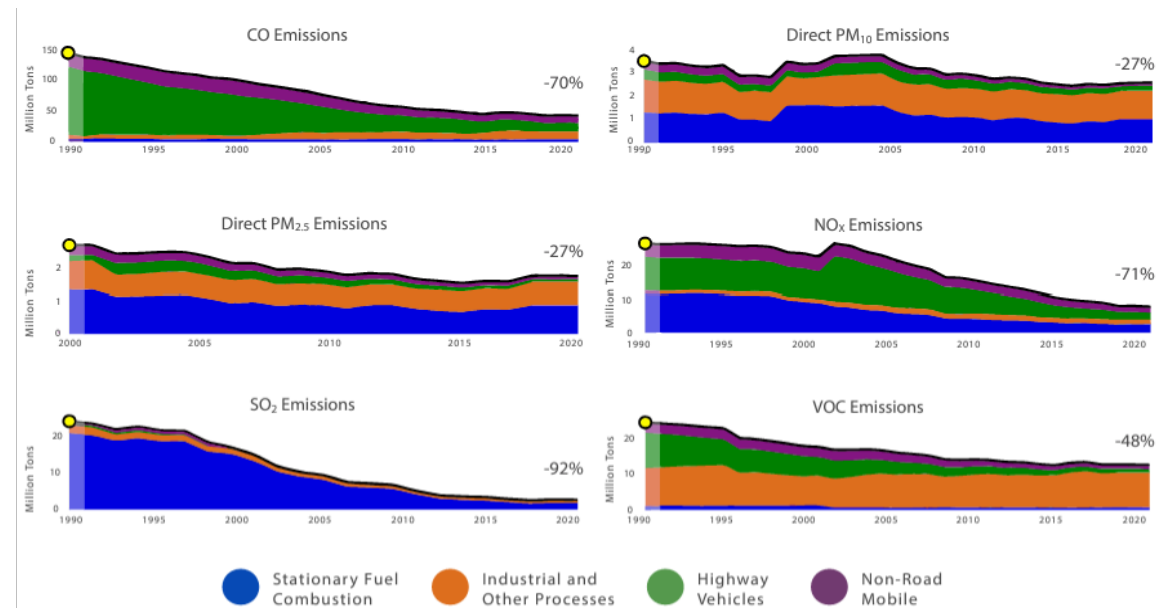 CO Emissions
Million Tons
150
100
50
0
-70%
1990 1995 2000 2005 2010 2015 2020
Direct PM10 Emissions
Million Tons
4
3
2
1
0
-27%
1990 1995 2000 2005 2010 2015 2020
Direct PM2.5 Emissions
Million Tons
2
1
0
-27%
2000 2005 2010 2015 2020
NOX Emissions
Million Tons
20
10
0
-71%
1990 1995 2000 2005 2010 2015 2020
SO2 Emissions
Million Tons
20
10
0
-92%
1990 1995 2000 2005 2010 2015 2020
VOC Emissions
Million Tons
20
10
0
-48%
1990 1995 2000 2005 2010 2015 2020
Stationary Fuel
Combustion
Industrial and
Other Processes
Highway
Vehicles
Non-Road
Mobile